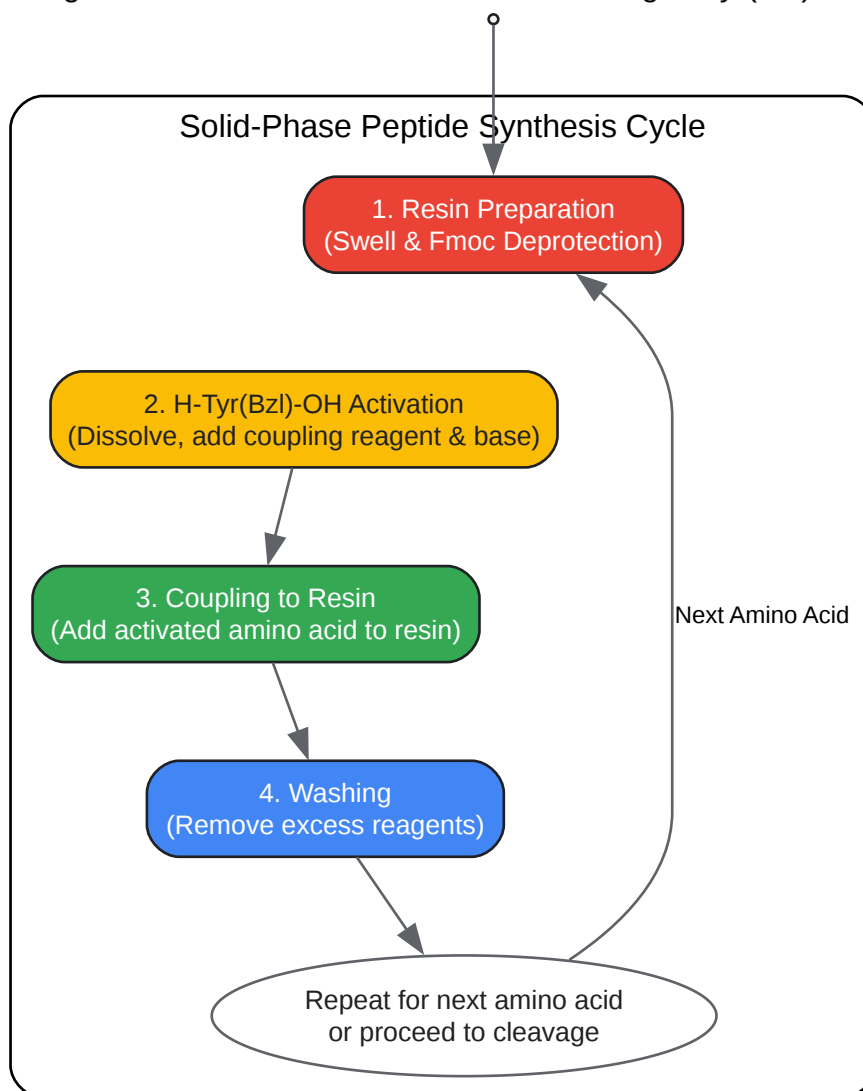 Solid-Phase Peptide Synthesis Cycle
1. Resin Preparation
(Swell & Fmoc Deprotection)
2. H-Tyr(Bzl)-OH Activation
(Dissolve, add coupling reagent & base)
3. Coupling to Resin
(Add activated amino acid to resin)
Next Amino Acid
4. Washing
(Remove excess reagents)
Repeat for next amino acid
or proceed to cleavage